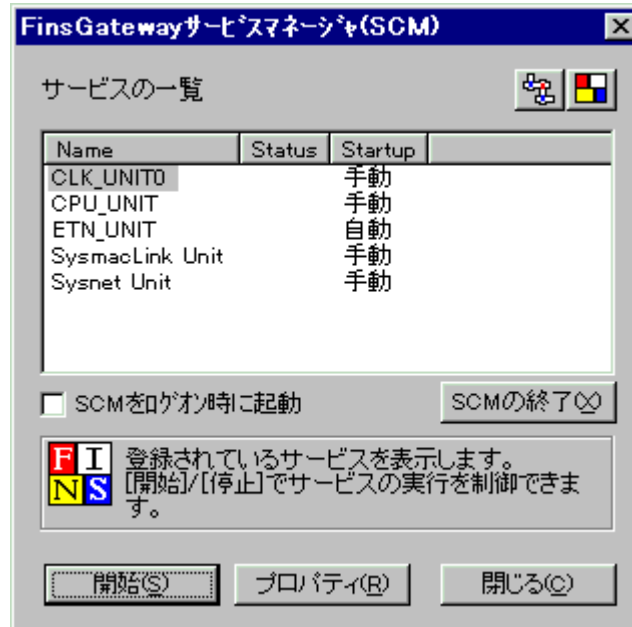 FinsGatewayｻｰﾋﾞｽﾏﾈｰｼﾞｬ(SCM)
サービスの一覧
Name Status Startup
CLK_UNIT0 手動
CPU_UNIT 手動
ETN_UNIT 自動
SysmacLink Unit 手動
Sysnet Unit 手動
SCMをﾛｸﾞｵﾝ時に起動
SCMの終了(X)
FINS
登録されているサービスを表示します。
[開始]/[停止]でサービスの実行を制御できま
す。
開始(S) プロパティ(R) 閉じる(C)